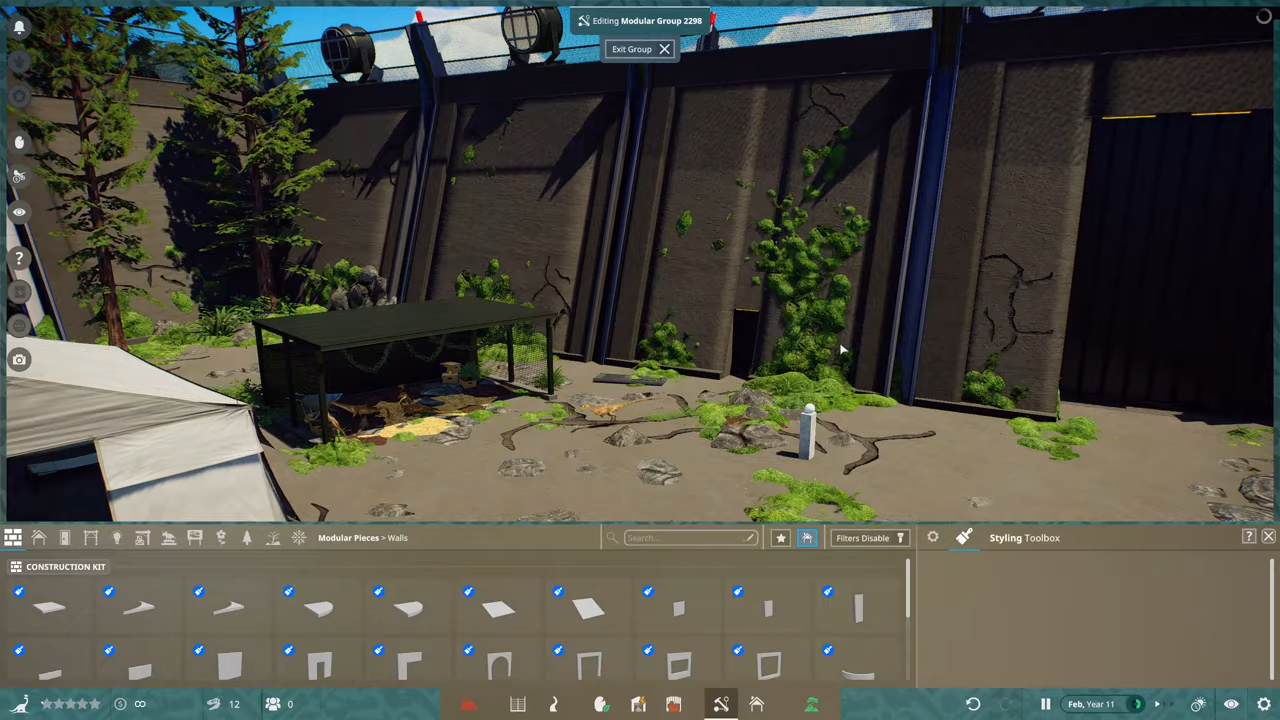 Editing Modular Group 2298
Exit Group
Modular Pieces > Walls
Search...
Filters Disable
Styling Toolbox
?
CONSTRUCTION KIT
∞
12
0
Feb, Year 11
?